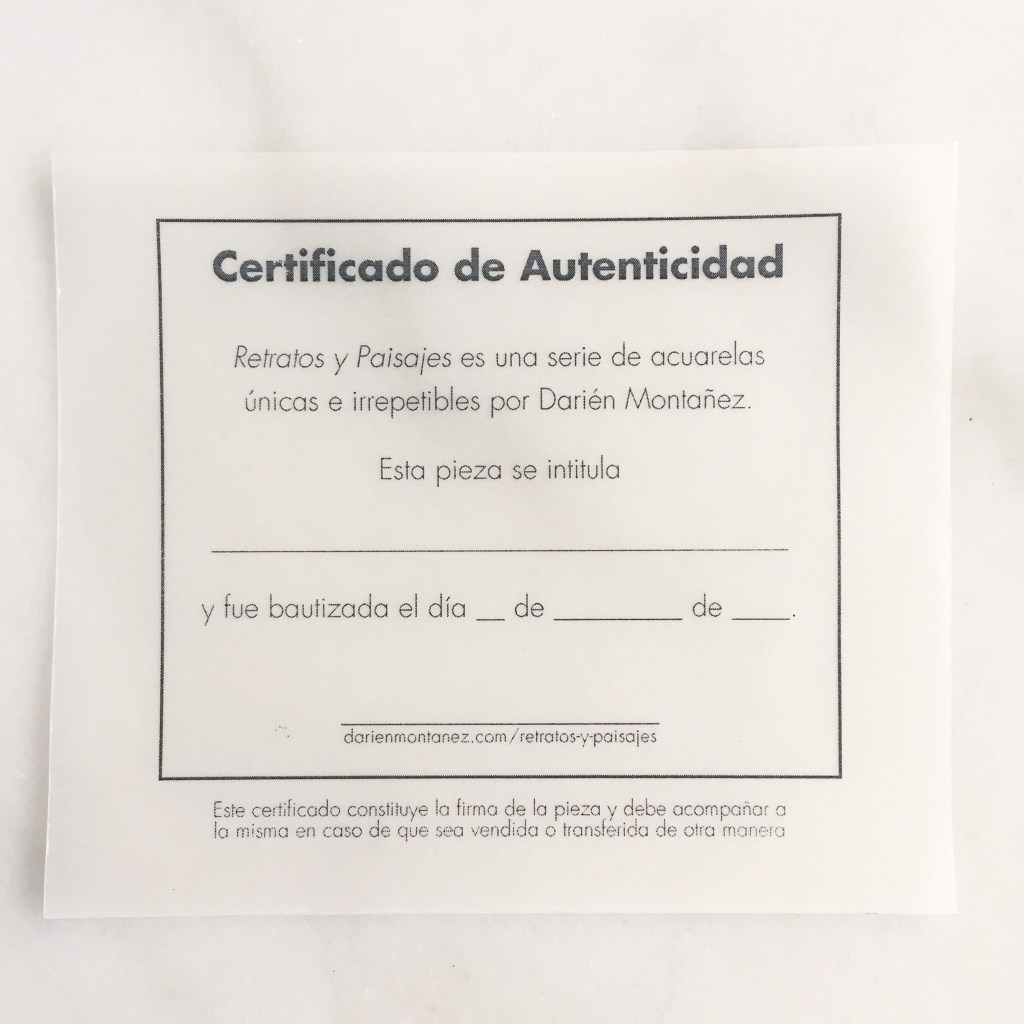 Certificado de Autenticidad
Retratos y Paisajes es una serie de acuarelas
únicas e irrepetibles por Darién Montañez.
Esta pieza se intitula
y fue bautizada el día __ de _________ de ____.
darienmontanez.com/retratos-y-paisajes
Este certificado constituye la firma de la pieza y debe acompañar a
la misma en caso de que sea vendida o transferida de otra manera